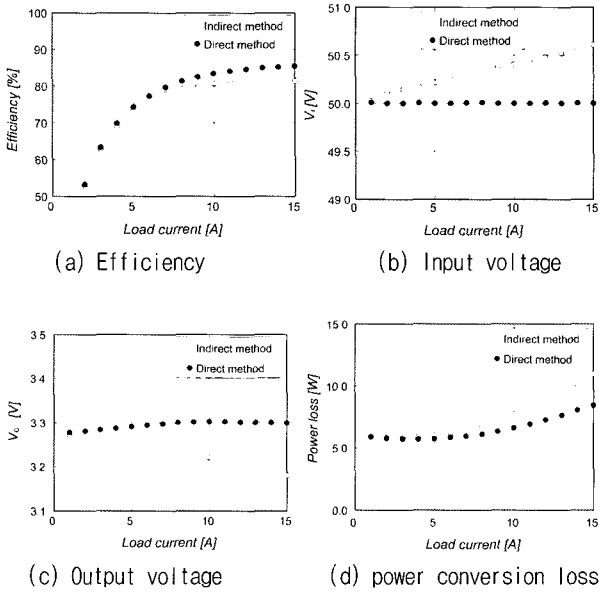 Indirect method
Direct method
Efficiency [%]
100
90
80
70
60
50
0
5
10
15
Load current [A]
(a) Efficiency
Indirect method
Direct method
Vi [V]
51 0
50.5
50.0
49.5
49 0
0
5
10
15
Load current [A]
(b) Input voltage
Indirect method
Direct method
Vo [V]
3 5
3 4
3.3
3.2
3.1
0
5
10
15
Load current [A]
(c) Output voltage
Indirect method
Direct method
Power loss [W]
15 0
10 0
5.0
0.0
0
5
10
15
Load current [A]
(d) power conversion loss